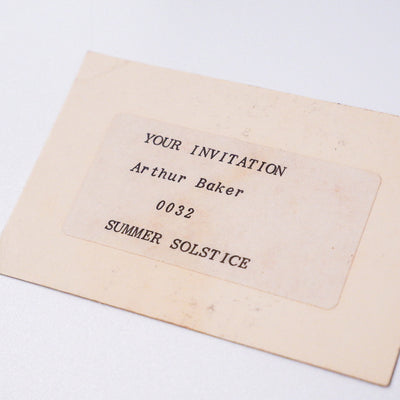 YOUR INVITATION
Arthur Baker
0032
SUMMER SOLSTICE